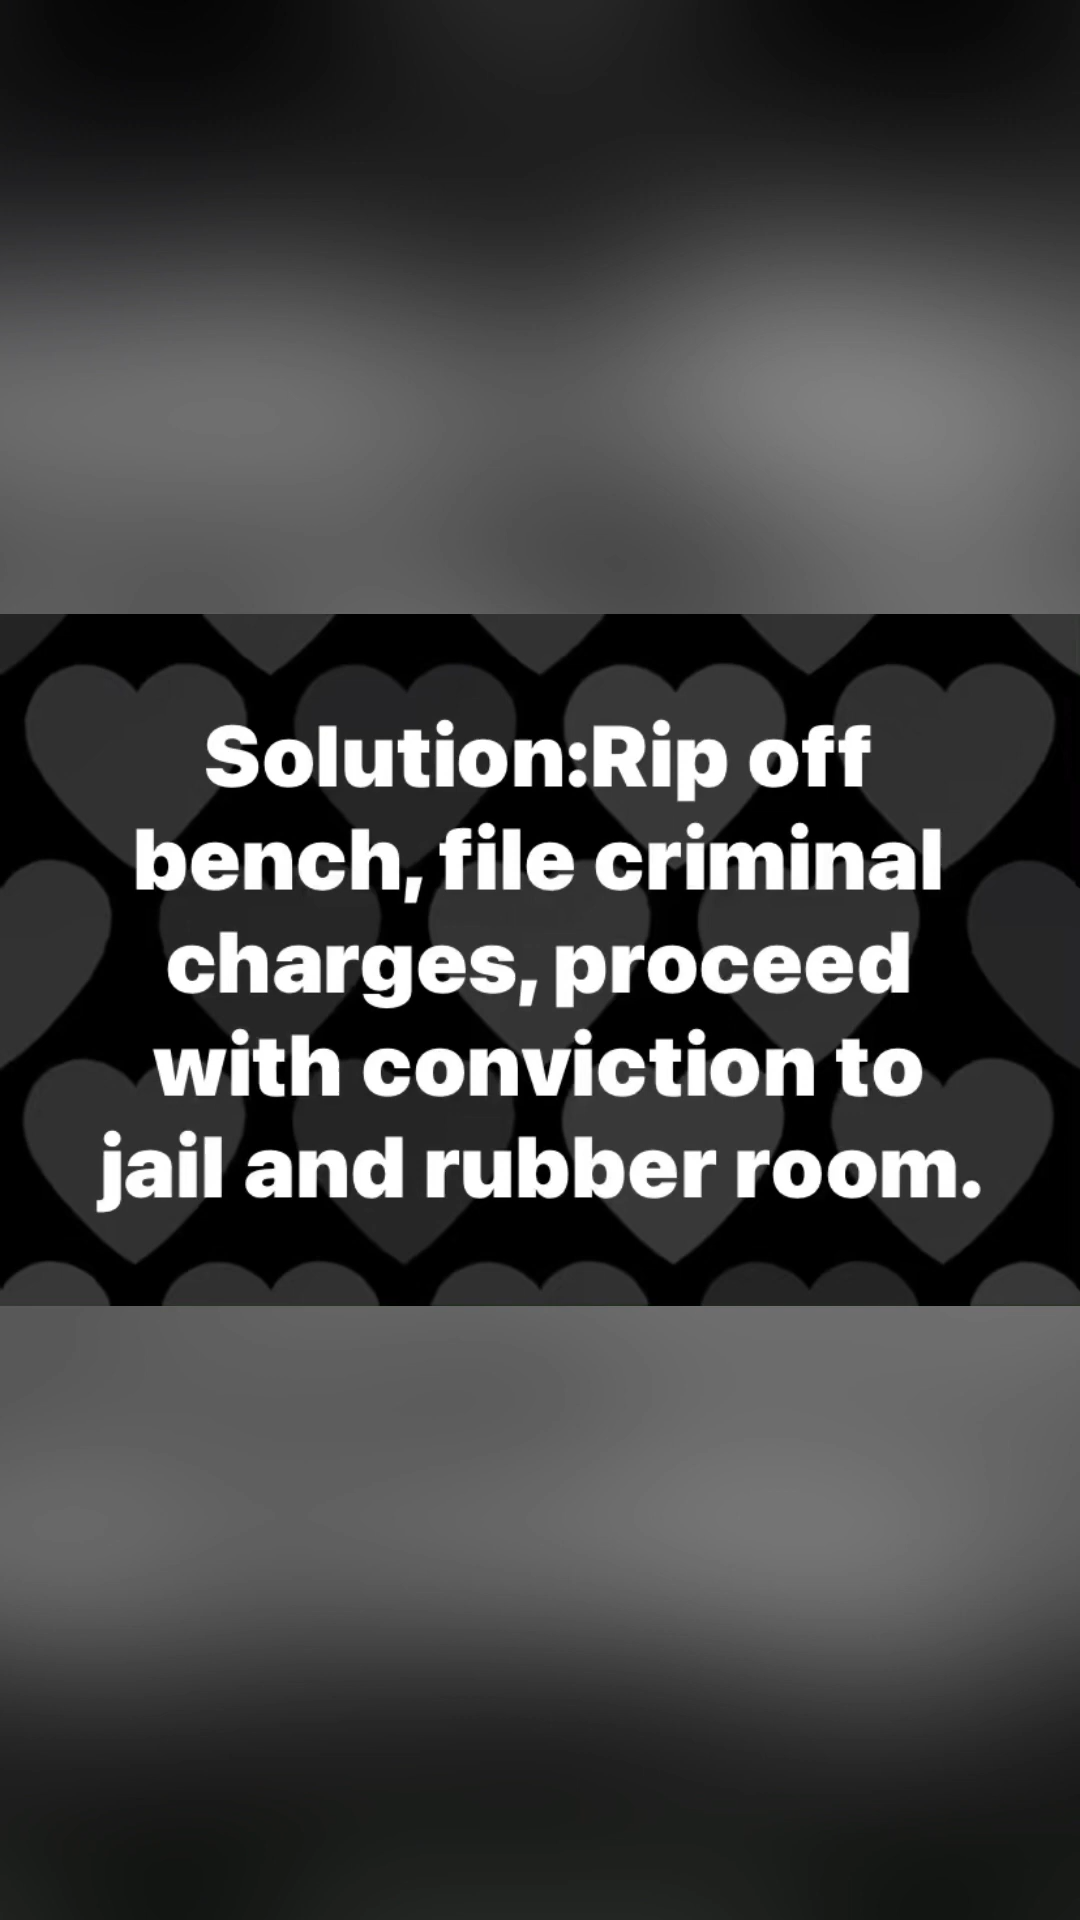 Solution:Rip off
bench, file criminal
charges, proceed
with conviction to
jail and rubber room.